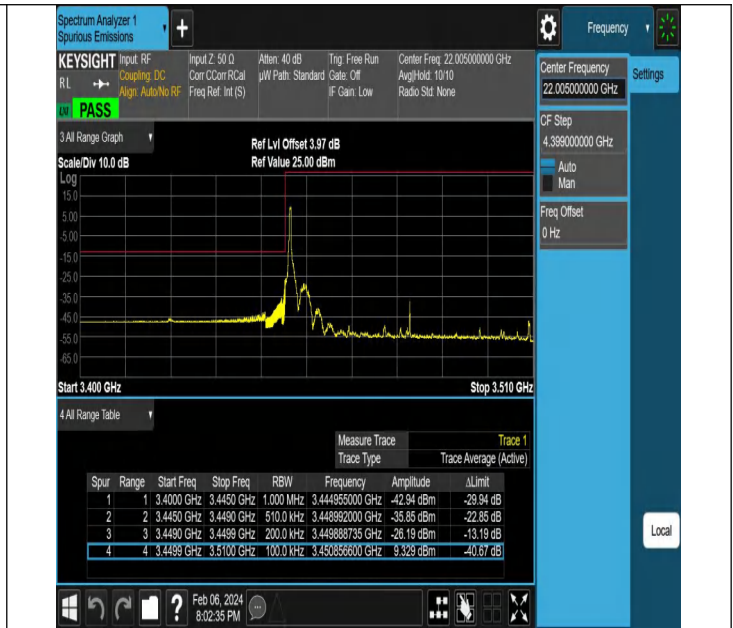 Spectrum Analyzer 1
Spurious Emissions
+
Frequency
KEYSIGHT
RL
Input: RF
Coupling: DC
Align: Auto/No RF
Input Z: 50 Ω
Corr CCorr RCal
Freq Ref: Int (S)
Atten: 40 dB
µW Path: Standard
Trig: Free Run
Gate: Off
IF Gain: Low
Center Freq: 22.005000000 GHz
Avg|Hold: 10/10
Radio Std: None
PASS
Center Frequency
22.005000000 GHz
Settings
CF Step
4.399000000 GHz
Auto
Man
Freq Offset
0 Hz
3 All Range Graph
Scale/Div 10.0 dB
Ref Lvl Offset 3.97 dB
Ref Value 25.00 dBm
Log
15.0
5.00
-5.00
-15.0
-25.0
-35.0
-45.0
-55.0
-65.0
Start 3.400 GHz
Stop 3.510 GHz
4 All Range Table
Measure Trace Trace 1
Trace Type Trace Average (Active)
Spur Range Start Freq Stop Freq RBW Frequency Amplitude ΔLimit
1 1 3.4000 GHz 3.4450 GHz 1.000 MHz 3.444955000 GHz -42.94 dBm -29.94 dB
2 2 3.4450 GHz 3.4490 GHz 510.0 kHz 3.448992000 GHz -35.85 dBm -22.85 dB
3 3 3.4490 GHz 3.4499 GHz 200.0 kHz 3.449888735 GHz -26.19 dBm -13.19 dB
4 4 3.4499 GHz 3.5100 GHz 100.0 kHz 3.450856600 GHz 9.329 dBm -40.67 dB
Local
?
Feb 06, 2024
8:02:35 PM